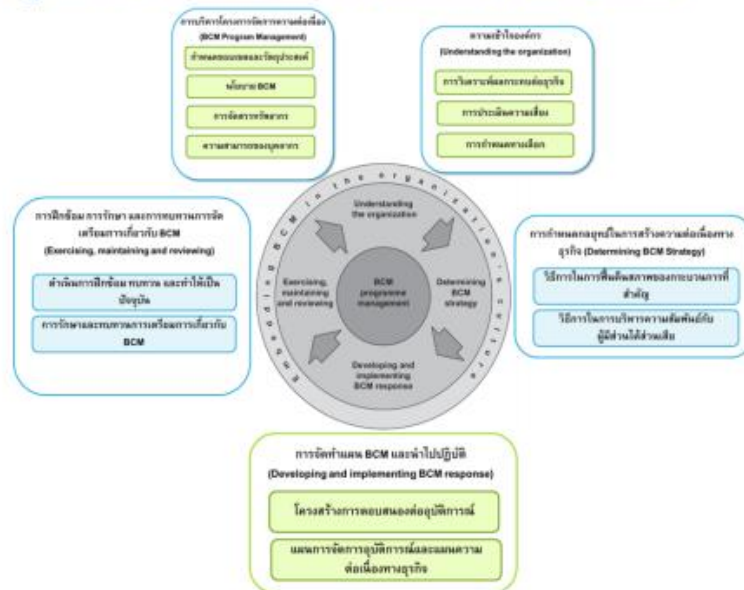 การบริหารโครงการจัดการความต่อเนื่อง
(BCM Program Management)
กำหนดขอบเขตและวัตถุประสงค์
นโยบาย BCM
การจัดสรรทรัพยากร
ความสามารถของบุคลากร
ความเข้าใจองค์กร
(Understanding the organization)
การวิเคราะห์ผลกระทบต่อธุรกิจ
การประเมินความเสี่ยง
การกำหนดทางเลือก
Embedding BCM in the organization's culture
Understanding
the organization
การฝึกซ้อม การรักษา และการทบทวนการจัด
เตรียมการเกี่ยวกับ BCM
(Exercising, maintaining and reviewing)
ดำเนินการฝึกซ้อม ทบทวน และทำให้เป็น
ปัจจุบัน
การรักษาและทบทวนการเตรียมการเกี่ยวกับ
BCM
Exercising,
maintaining
and reviewing
BCM
programme
management
Determining
BCM
strategy
การกำหนดกลยุทธ์ในการสร้างความต่อเนื่องทาง
ธุรกิจ (Determining BCM Strategy)
วิธีการในการฟื้นคืนสภาพของกระบวนการที่
สำคัญ
วิธีการในการบริหารความสัมพันธ์กับ
ผู้มีส่วนได้ส่วนเสีย
Developing and
implementing
BCM response
การจัดทำแผน BCM และนำไปปฏิบัติ
(Developing and implementing BCM response)
โครงสร้างการตอบสนองต่ออุบัติการณ์
แผนการจัดการอุบัติการณ์และแผนความ
ต่อเนื่องทางธุรกิจ